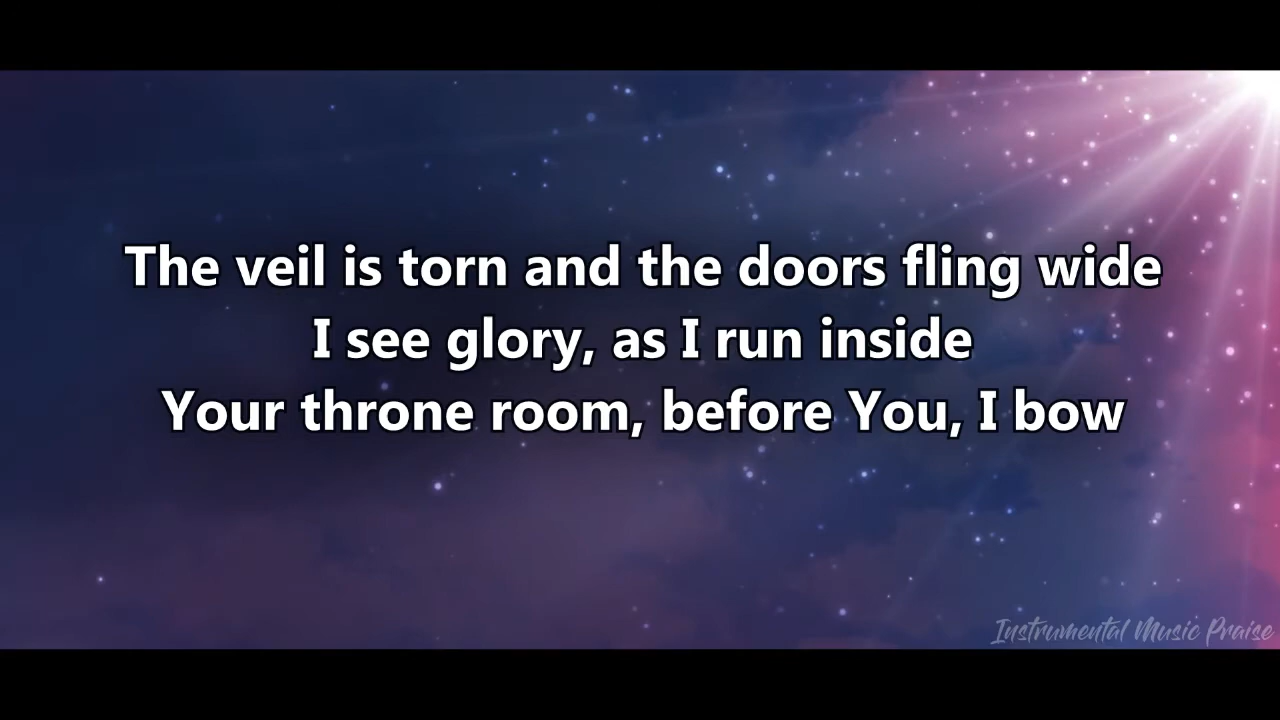 The veil is torn and the doors fling wide
I see glory, as I run inside
Your throne room, before You, I bow
Instrumental Music Praise